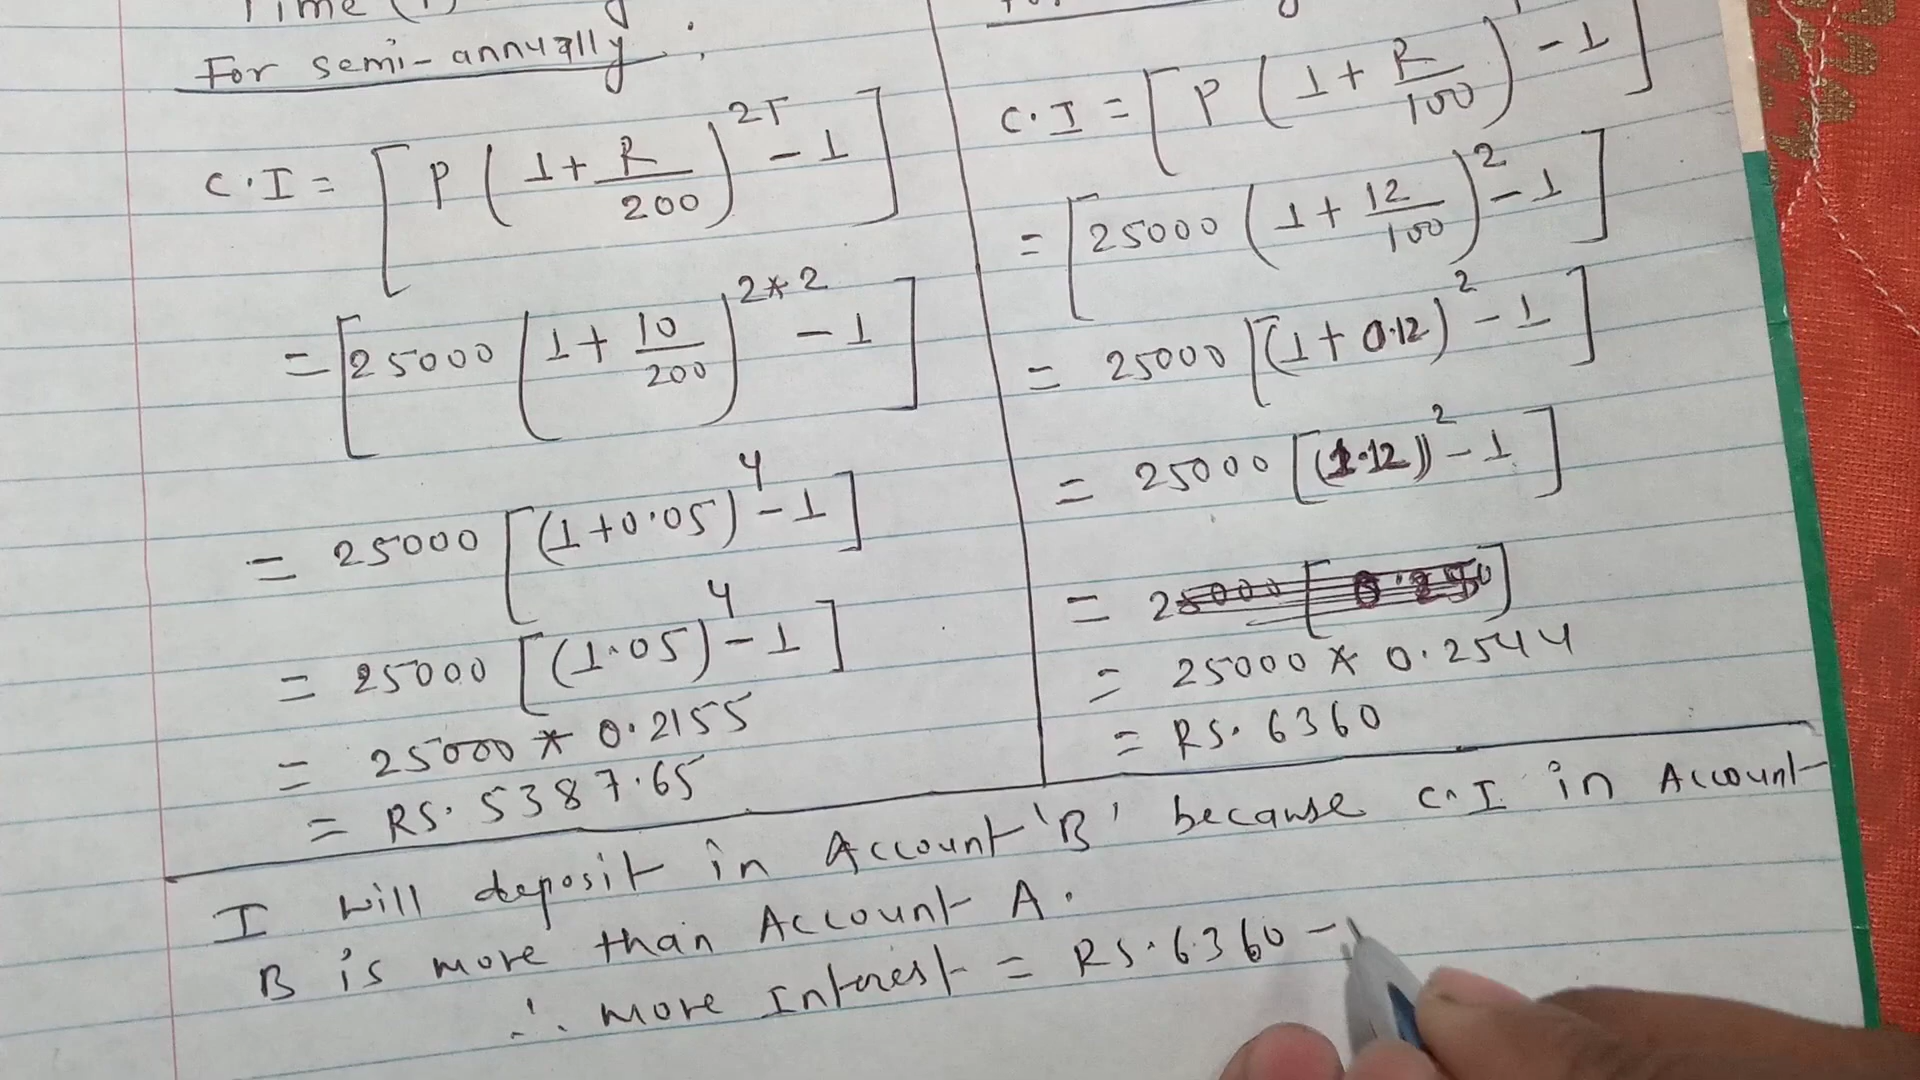 Time (T)
For semi-annually:
C.I = [P(1+R/200)^2T - 1]
= [25000(1+10/200)^2*2 - 1]
= 25000[(1+0.05)^4 - 1]
= 25000[(1.05)^4 - 1]
= 25000 * 0.2155
= RS. 5387.65
C.I = [P(1+R/100) - 1]
= [25000(1+12/100)^2 - 1]
= 25000[(1+0.12)^2 - 1]
= 25000[(1.12)^2 - 1]
=
= 25000 * 0.2544
= RS. 6360
I will deposit in Account 'B' because C.I in Account
B is more than Account A.
∴ more Interest = RS. 6360 -